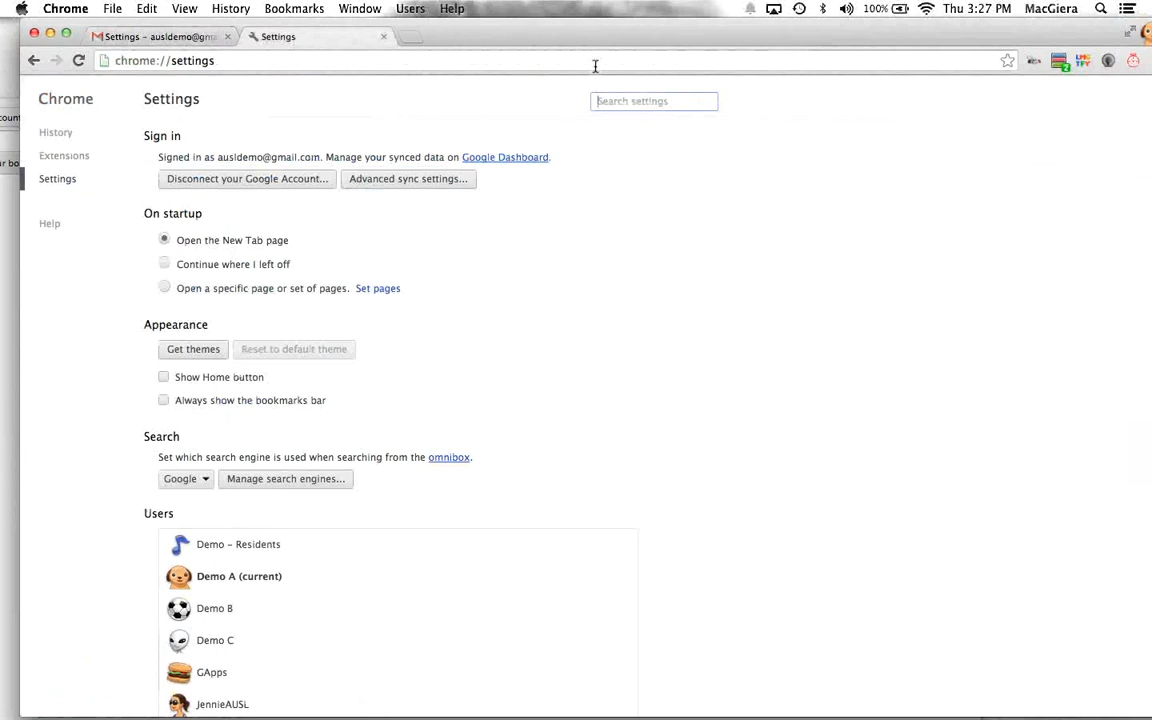 Chrome File Edit View History Bookmarks Window Users Help 100% Thu 3:27 PM MacGiera
Settings - ausldemo@gma Settings
chrome://settings
Chrome Settings Search settings
History
Extensions
Settings
Help
Sign in
Signed in as ausldemo@gmail.com. Manage your synced data on Google Dashboard.
Disconnect your Google Account... Advanced sync settings...
On startup
Open the New Tab page
Continue where I left off
Open a specific page or set of pages. Set pages
Appearance
Get themes Reset to default theme
Show Home button
Always show the bookmarks bar
Search
Set which search engine is used when searching from the omnibox.
Google Manage search engines...
Users
Demo - Residents
Demo A (current)
Demo B
Demo C
GApps
JennieAUSL